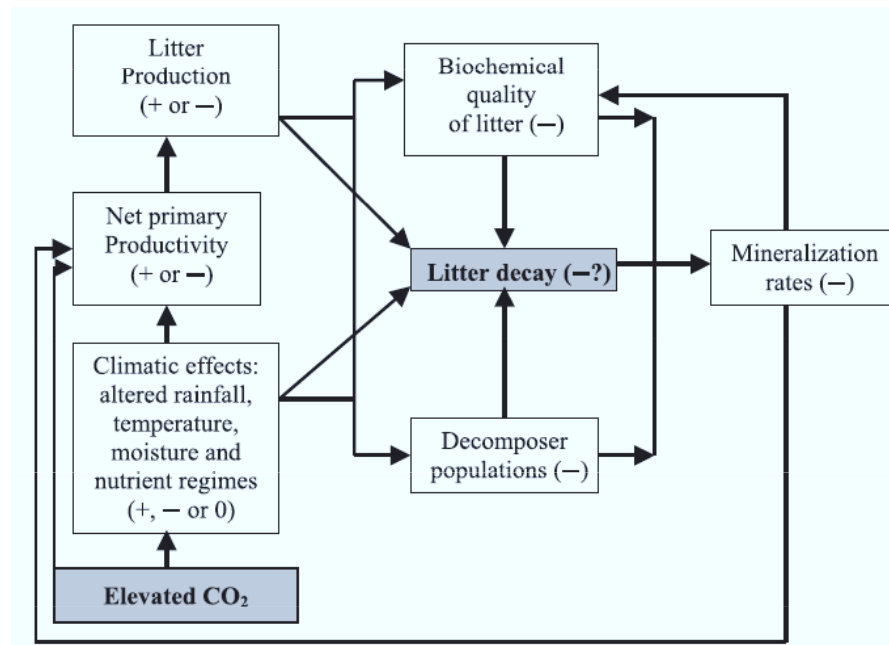 Litter
Production
(+ or −)
Biochemical
quality
of litter (−)
Net primary
Productivity
(+ or −)
Litter decay (−?)
Mineralization
rates (−)
Climatic effects:
altered rainfall,
temperature,
moisture and
nutrient regimes
(+, − or 0)
Decomposer
populations (−)
Elevated CO₂